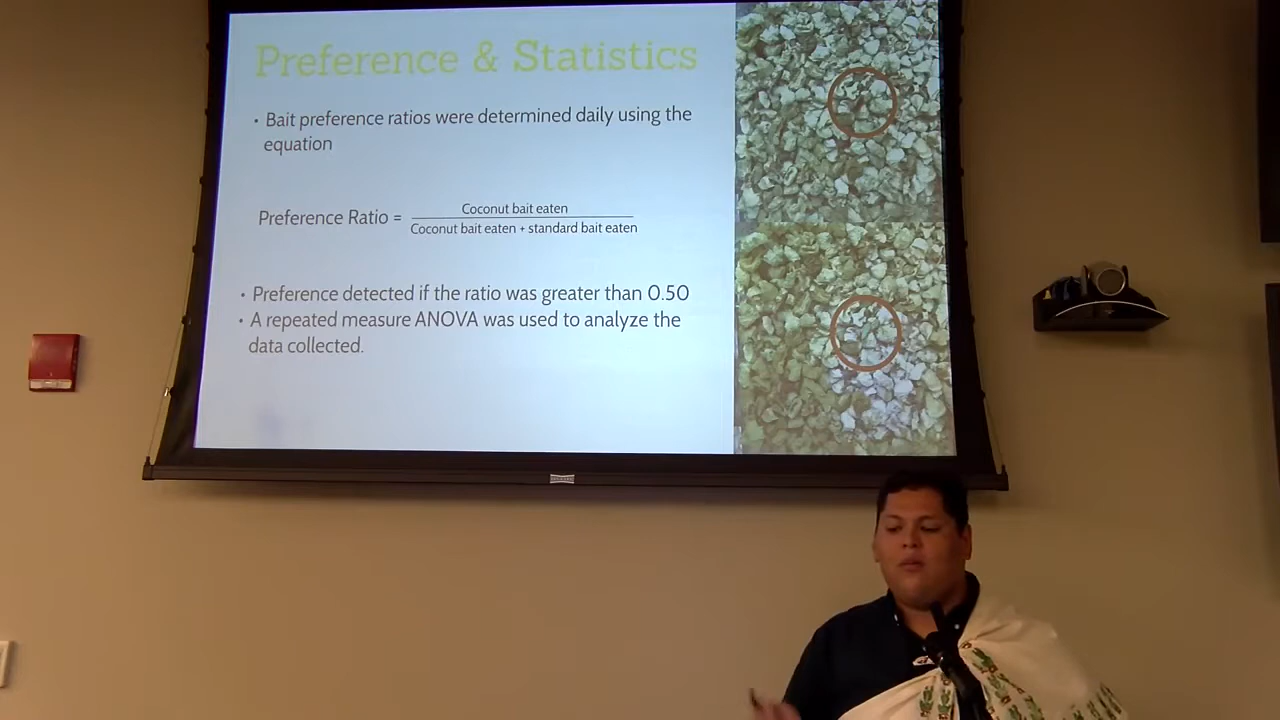 Preference & Statistics
• Bait preference ratios were determined daily using the
equation
Preference Ratio = Coconut bait eaten
Coconut bait eaten + standard bait eaten
• Preference detected if the ratio was greater than 0.50
• A repeated measure ANOVA was used to analyze the
data collected.